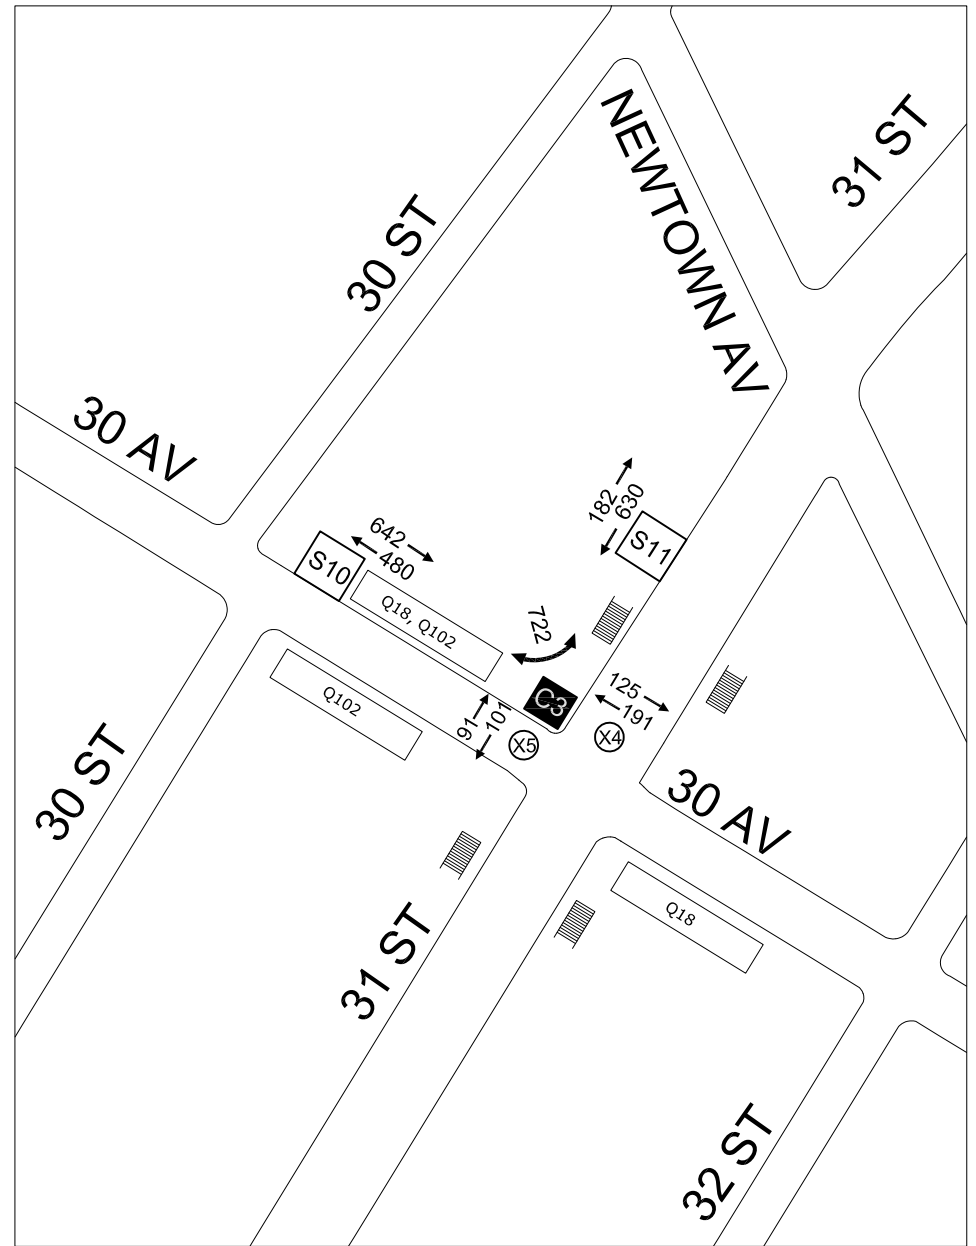 31 ST
NEWTOWN AV
30 ST
30 AV
182
630
S11
642
480
S10
Q18, Q102
722
C3
125
191
X4
91
101
X5
Q102
30 ST
30 AV
Q18
31 ST
32 ST